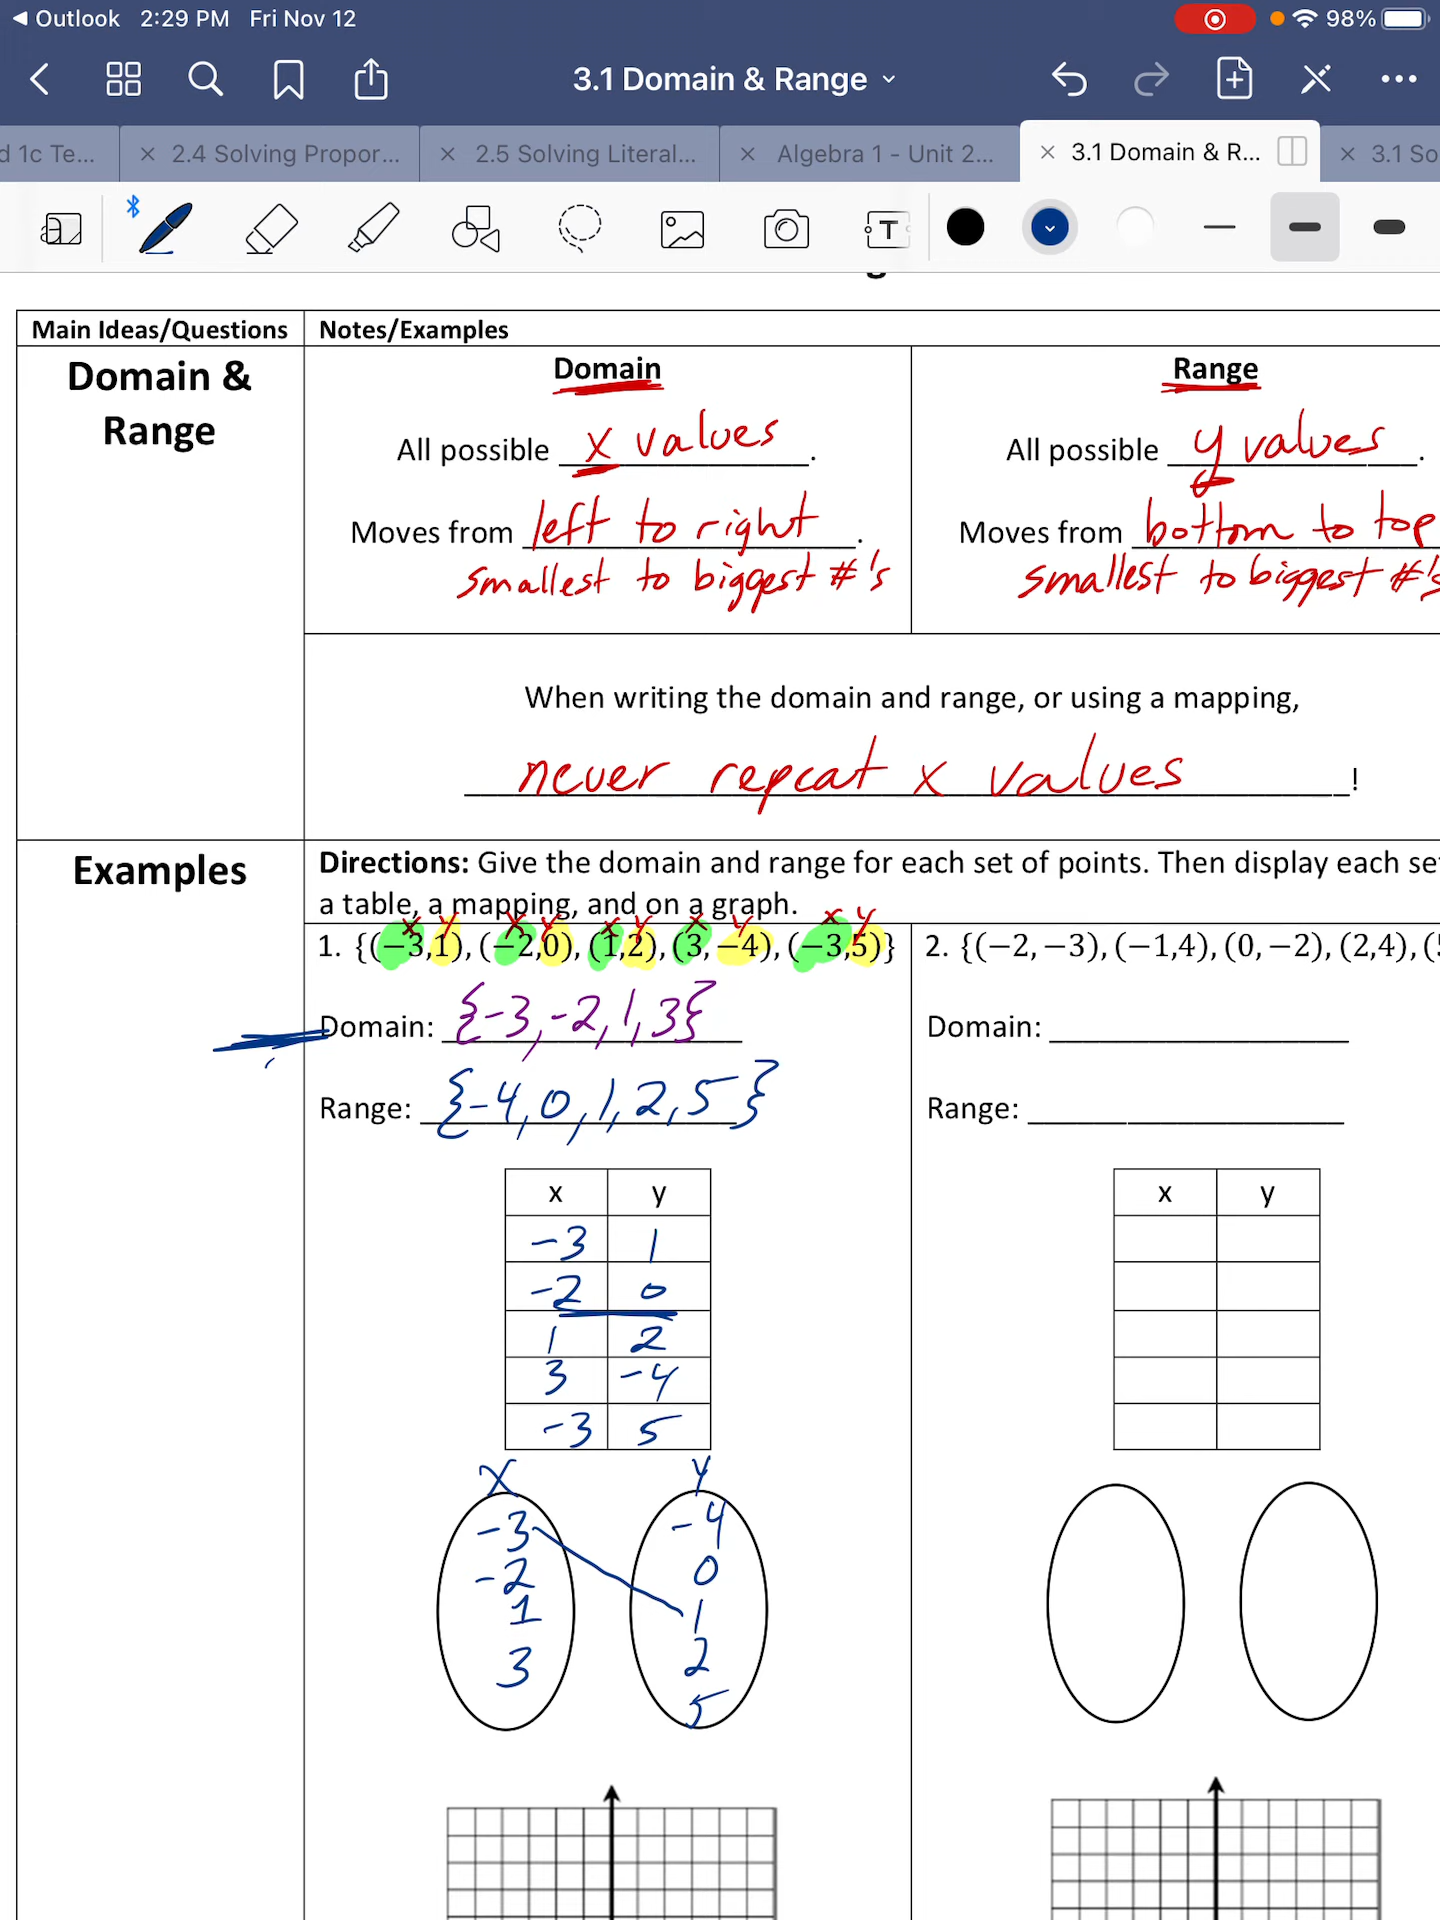 Outlook 2:29 PM Fri Nov 12 98%
3.1 Domain & Range
d 1c Te... × 2.4 Solving Propor... × 2.5 Solving Literal... × Algebra 1 - Unit 2... × 3.1 Domain & R... × 3.1 So
T
Main Ideas/Questions Notes/Examples
Domain & Range
Domain
All possible x values.
Moves from left to right.
smallest to biggest #'s
Range
All possible y values.
Moves from bottom to top
smallest to biggest #'s
When writing the domain and range, or using a mapping,
never repeat x values!
Examples
Directions: Give the domain and range for each set of points. Then display each se
a table, a mapping, and on a graph.
x y x y x y x y x y
1. {(−3,1), (−2,0), (1,2), (3,−4), (−3,5)}
Domain: {-3,-2,1,3}
Range: {-4,0,1,2,5}
x y
-3 1
-2 0
1 2
3 -4
-3 5
X Y
-3 -4
-2 0
1 1
3 2
5
2. {(−2,−3), (−1,4), (0,−2), (2,4), (
Domain:
Range:
x y